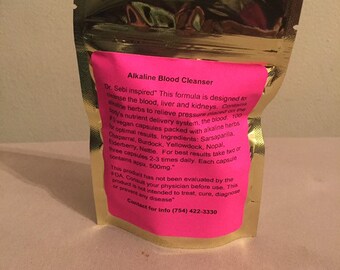 Alkaline Blood Cleanser
Dr. Sebi inspired" This formula is designed to
cleanse the blood, liver and kidneys. Contains
herbs to relieve pressure placed on the
body's nutrient delivery system, the blood. 100
vegan capsules packed with alkaline herbs
optimal results. Ingredients: Sarsaparilla,
Chaparral, Burdock, Yellowdock, Nopal,
Elderberry, Nettle. For best results take two or
three capsules 2-3 times daily. Each capsule
contains appx. 500mg."
This product has not been evaluated by the
FDA. Consult your physician before use. "This
product is not intended to treat, cure, diagnose
or prevent any disease"
Contact for info (754) 422-3330